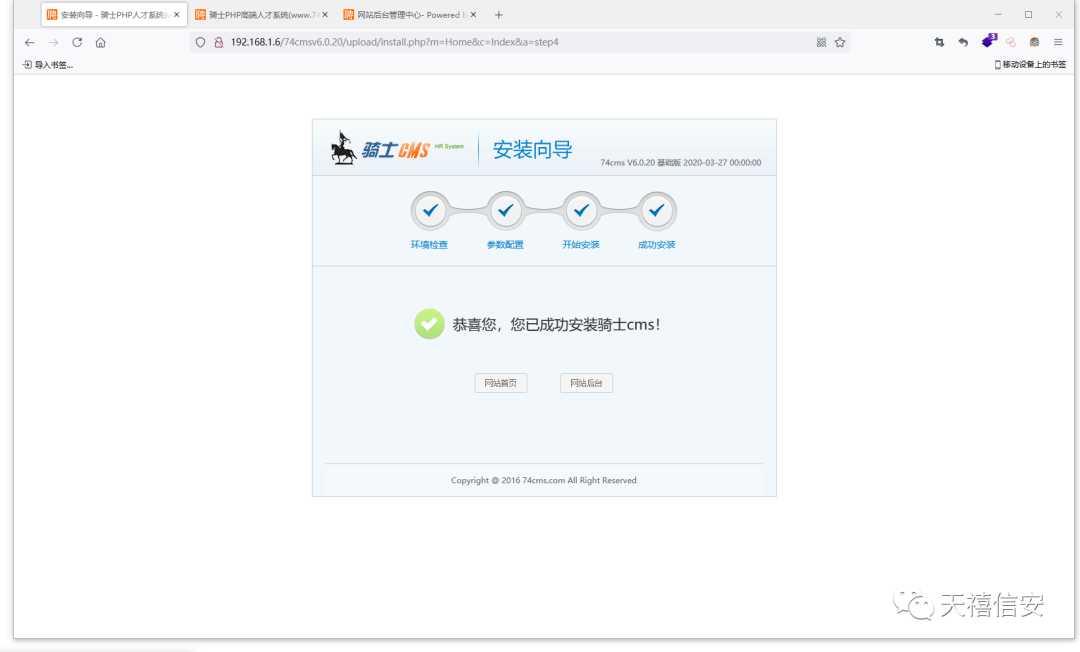 安装向导 - 骑士PHP人才系统(w
骑士PHP高端人才系统(www.74
网站后台管理中心- Powered b
192.168.1.6/74cmsv6.0.20/upload/install.php?m=Home&c=Index&a=step4
3
导入书签...
移动设备上的书签
骑士CMS HR System
安装向导
74cms V6.0.20 基础版 2020-03-27 00:00:00
环境检查
参数配置
开始安装
成功安装
恭喜您，您已成功安装骑士cms！
网站首页
网站后台
Copyright @ 2016 74cms.com All Right Reserved
天禧信安